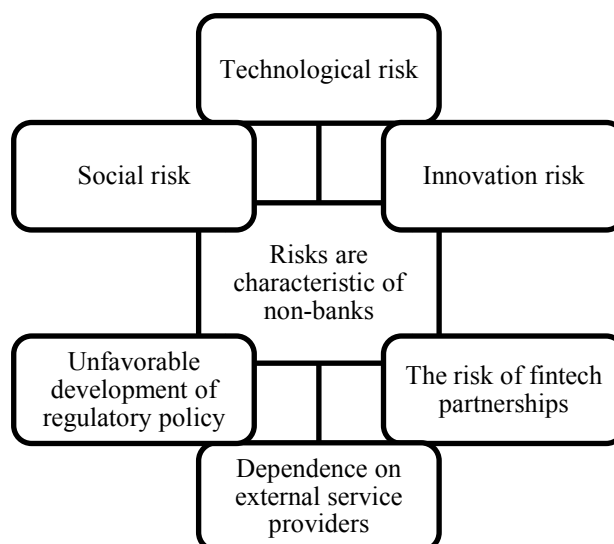 Technological risk
Social risk
Innovation risk
Risks are
characteristic of
non-banks
Unfavorable
development of
regulatory policy
The risk of fintech
partnerships
Dependence on
external service
providers